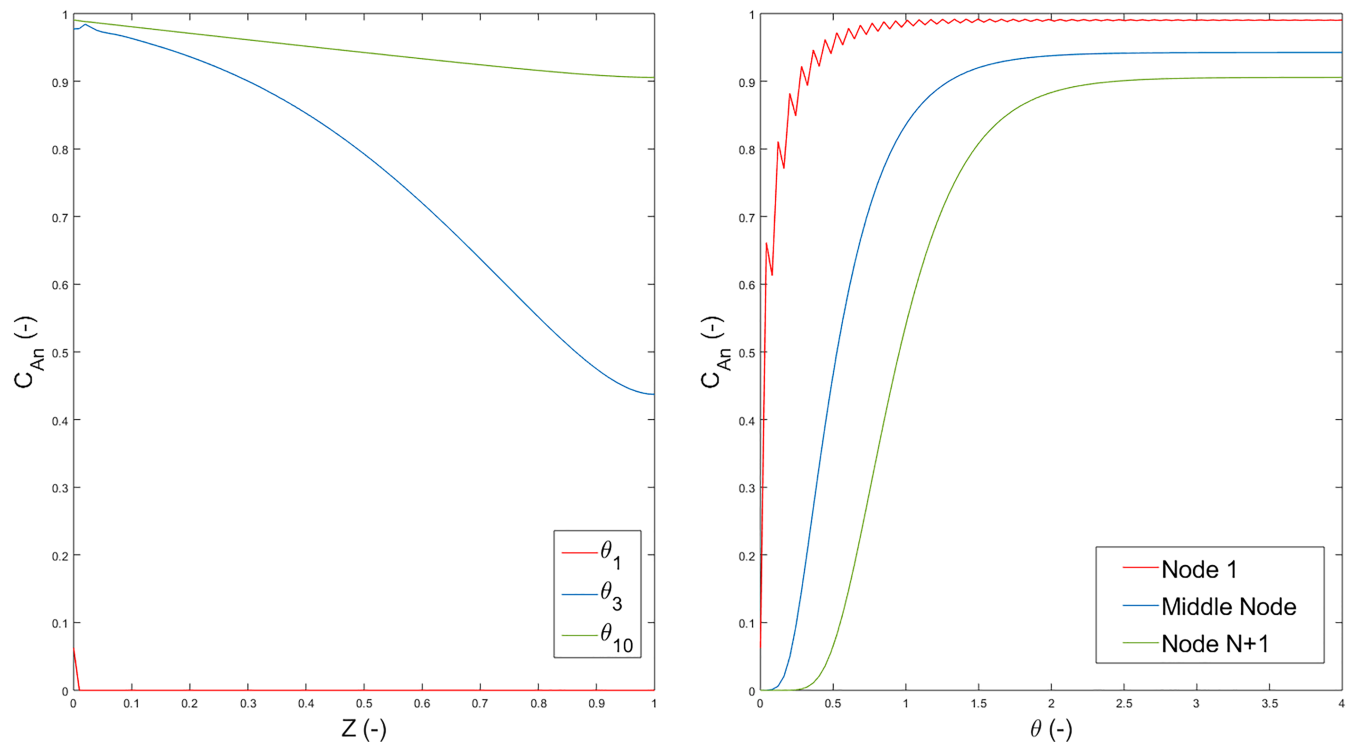 1
0.9
0.8
0.7
0.6
0.5
0.4
0.3
0.2
0.1
0
C_An (-)
0 0.1 0.2 0.3 0.4 0.5 0.6 0.7 0.8 0.9 1
Z (-)
θ_1
θ_3
θ_10
1
0.9
0.8
0.7
0.6
0.5
0.4
0.3
0.2
0.1
0
C_An (-)
0 0.5 1 1.5 2 2.5 3 3.5 4
θ (-)
Node 1
Middle Node
Node N+1